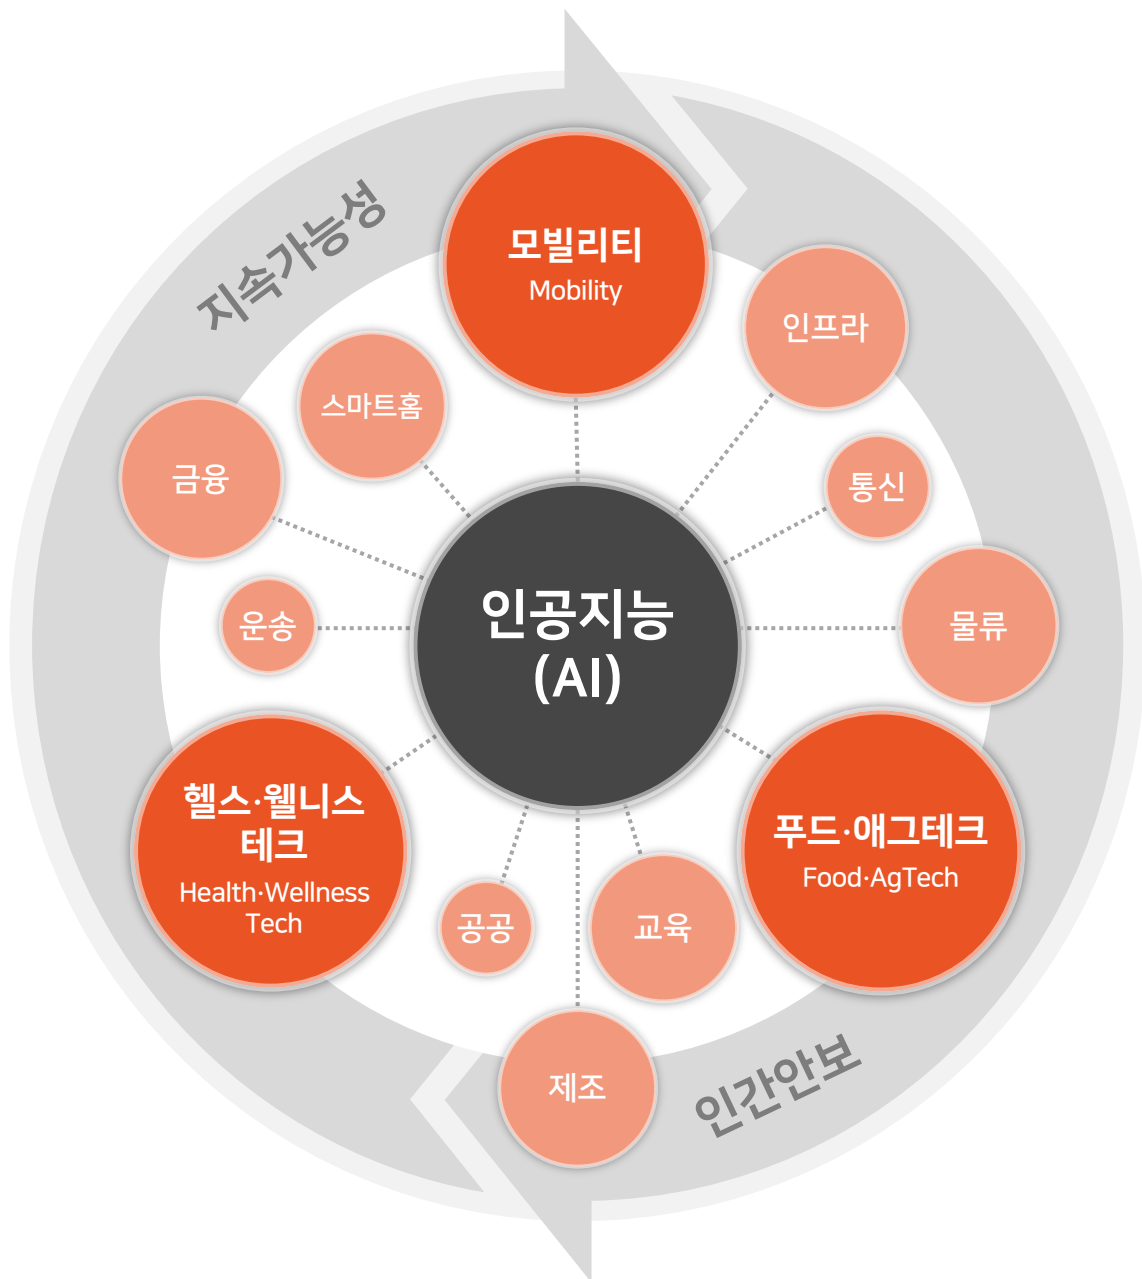 지속가능성
모빌리티
Mobility
인프라
스마트홈
통신
금융
물류
운송
인공지능
(AI)
헬스·웰니스
테크
Health·Wellness
Tech
푸드·애그테크
Food·AgTech
공공
교육
제조
인간안보